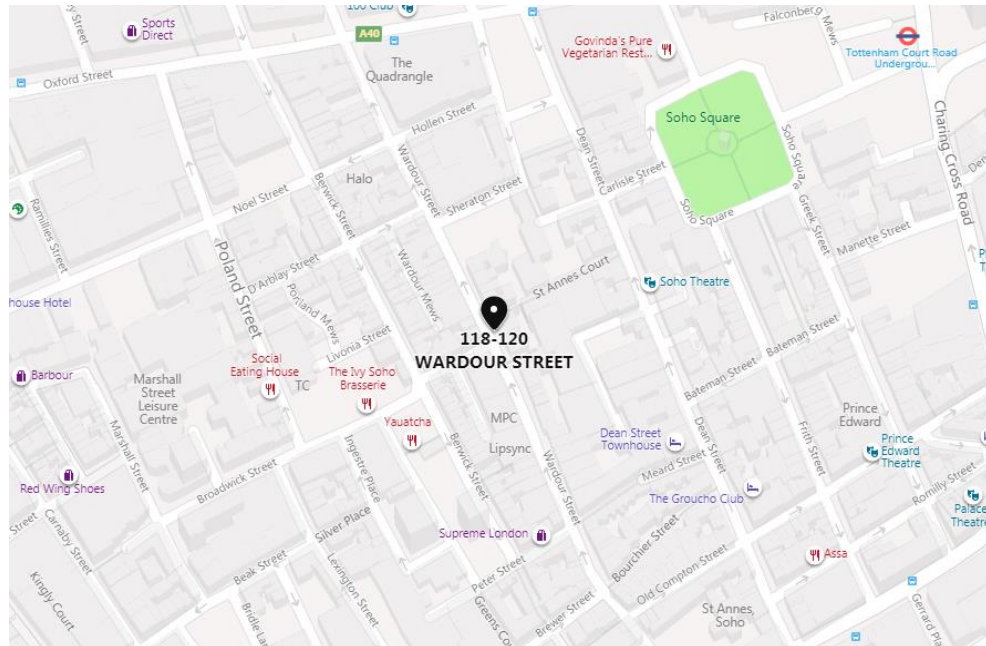 100 Club
Sports
Direct
A40
Falconberg Mews
Govinda's Pure
Vegetarian Rest...
Tottenham Court Road
Undergrou...
Oxford Street
The
Quadrangle
Hollen Street
Soho Square
Dean Street
Soho Square
Charing Cross Road
Wardour Street
Halo
Berwick Street
Noel Street
Sheraton Street
Carlisle Street
Soho Square
Greek Street
Manette Street
Ramillies Street
Poland Street
D'Arblay Street
Wardour Mews
St Annes Court
Soho Theatre
house Hotel
Portland Mews
Livonia Street
118-120
WARDOUR STREET
Bateman Street
Bateman Street
Social
Eating House
TC
The Ivy Soho
Brasserie
Barbour
Marshall
Street
Leisure
Centre
Yauatcha
MPC
Lipsync
Prince
Edward
Dean Street
Townhouse
Dean Street
Frith Street
Prince
Edward
Theatre
Marshall Street
Ingestre Place
Berwick Street
Wardour Street
Meard Street
Romilly Street
Red Wing Shoes
Broadwick Street
The Groucho Club
Palace
Theatre
Street
Carnaby Street
Silver Place
Supreme London
Bourchier Street
Assa
Beak Street
Lexington Street
Peter Street
Old Compton Street
Kingly Court
Bridle La
Greens Co
Brewer Street
St Annes,
Soho
Gerrard Pla